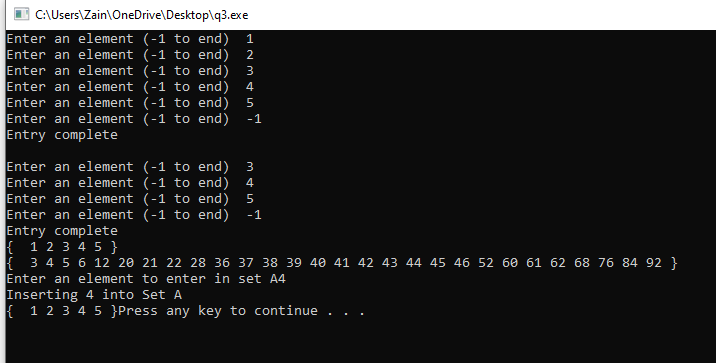 C:\Users\Zain\OneDrive\Desktop\q3.exe
Enter an element (-1 to end)  1
Enter an element (-1 to end)  2
Enter an element (-1 to end)  3
Enter an element (-1 to end)  4
Enter an element (-1 to end)  5
Enter an element (-1 to end)  -1
Entry complete
Enter an element (-1 to end)  3
Enter an element (-1 to end)  4
Enter an element (-1 to end)  5
Enter an element (-1 to end)  -1
Entry complete
{  1 2 3 4 5 }
{  3 4 5 6 12 20 21 22 28 36 37 38 39 40 41 42 43 44 45 46 52 60 61 62 68 76 84 92 }
Enter an element to enter in set A4
Inserting 4 into Set A
{  1 2 3 4 5 }Press any key to continue . . .